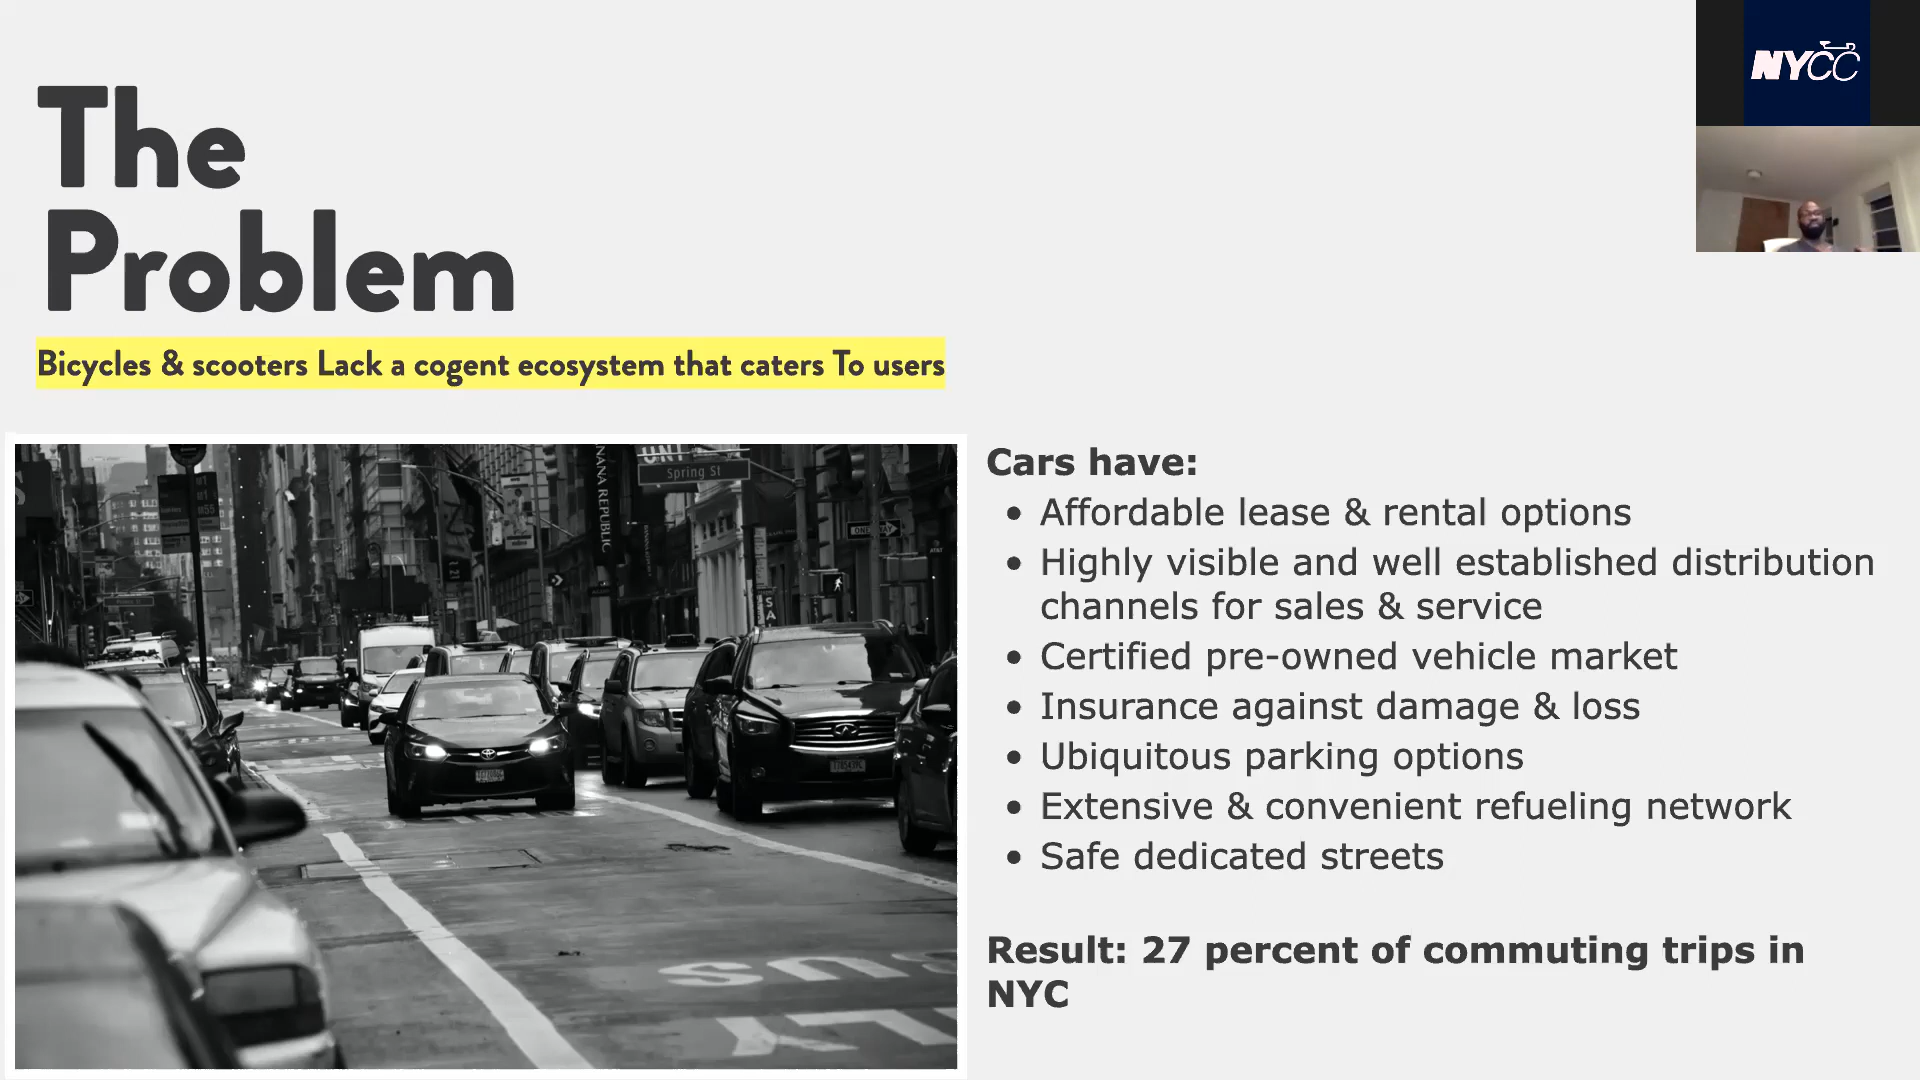 NYCC
The
Problem
Bicycles & scooters Lack a cogent ecosystem that caters To users
Spring St
BANANA REPUBLIC
Cars have:
• Affordable lease & rental options
• Highly visible and well established distribution
channels for sales & service
• Certified pre-owned vehicle market
• Insurance against damage & loss
• Ubiquitous parking options
• Extensive & convenient refueling network
• Safe dedicated streets
Result: 27 percent of commuting trips in
NYC